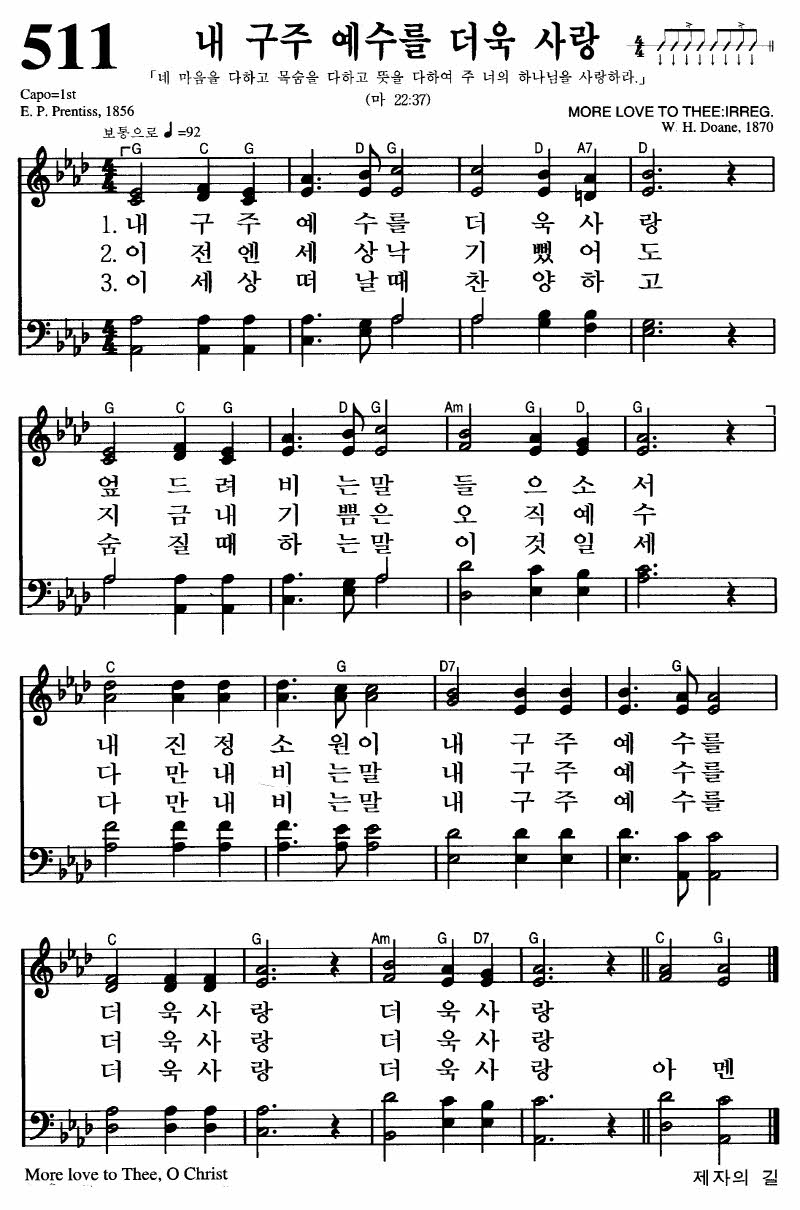 511 내 구주 예수를 더욱 사랑
「네 마음을 다하고 목숨을 다하고 뜻을 다하여 주 너의 하나님을 사랑하라.」
(마 22:37)
Capo=1st
E. P. Prentiss, 1856
MORE LOVE TO THEE:IRREG.
W. H. Doane, 1870
보통으로 ♩=92
G C G D G D A7 D
1. 내 구 주 예 수 를 더 욱 사 랑
2. 이 전 엔 세 상 낙 기 뻤 어 도
3. 이 세 상 떠 날 때 찬 양 하 고
G C G D G Am G D G
엎 드 려 비 는 말 들 으 소 서
지 금 내 기 쁨 은 오 직 예 수
숨 질 때 하 는 말 이 것 일 세
C G D7 G
내 진 정 소 원 이 내 구 주 예 수 를
다 만 내 비 는 말 내 구 주 예 수 를
다 만 내 비 는 말 내 구 주 예 수 를
C G Am G D7 G C G
더 욱 사 랑 더 욱 사 랑
더 욱 사 랑 더 욱 사 랑
더 욱 사 랑 더 욱 사 랑 아 멘
More love to Thee, O Christ
제자의 길